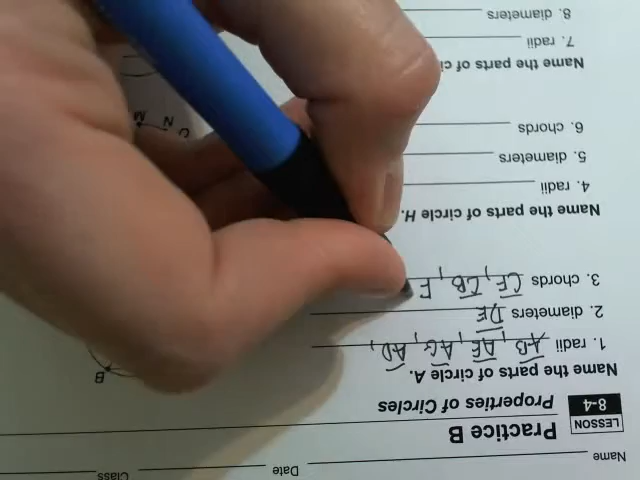 Name Date Class
LESSON
8-4
Practice B
Properties of Circles
Name the parts of circle A.
1. radii AB, AE, AG, AD,
2. diameters DE
3. chords CF, CB, E
B
Name the parts of circle H.
4. radii
5. diameters
6. chords
M N
Name the parts of ci
7. radii
8. diameters